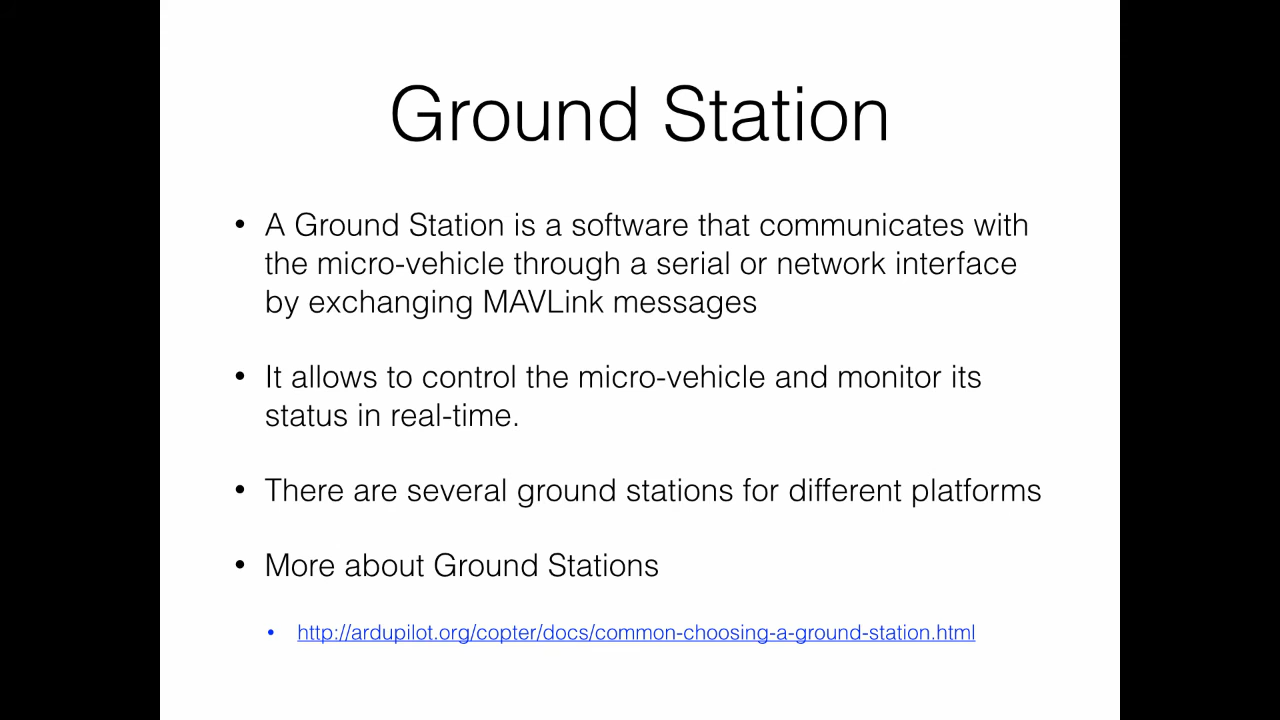 Ground Station
• A Ground Station is a software that communicates with
the micro-vehicle through a serial or network interface
by exchanging MAVLink messages
• It allows to control the micro-vehicle and monitor its
status in real-time.
• There are several ground stations for different platforms
• More about Ground Stations
• http://ardupilot.org/copter/docs/common-choosing-a-ground-station.html